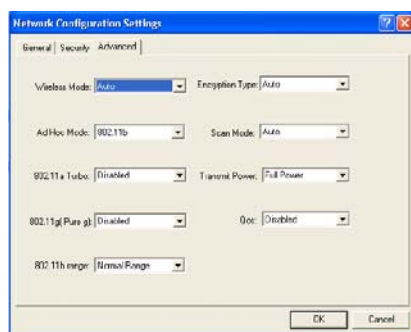 Network Configuration Settings
General Security Advanced
Wireless Mode: Auto
Encryption Type: Auto
Ad Hoc Mode: 802.11b
Scan Mode: Auto
802.11a Turbo: Disabled
Transmit Power: Full Power
802.11g(Pure g): Disabled
Qos: Disabled
802.11b range: Normal Range
OK Cancel